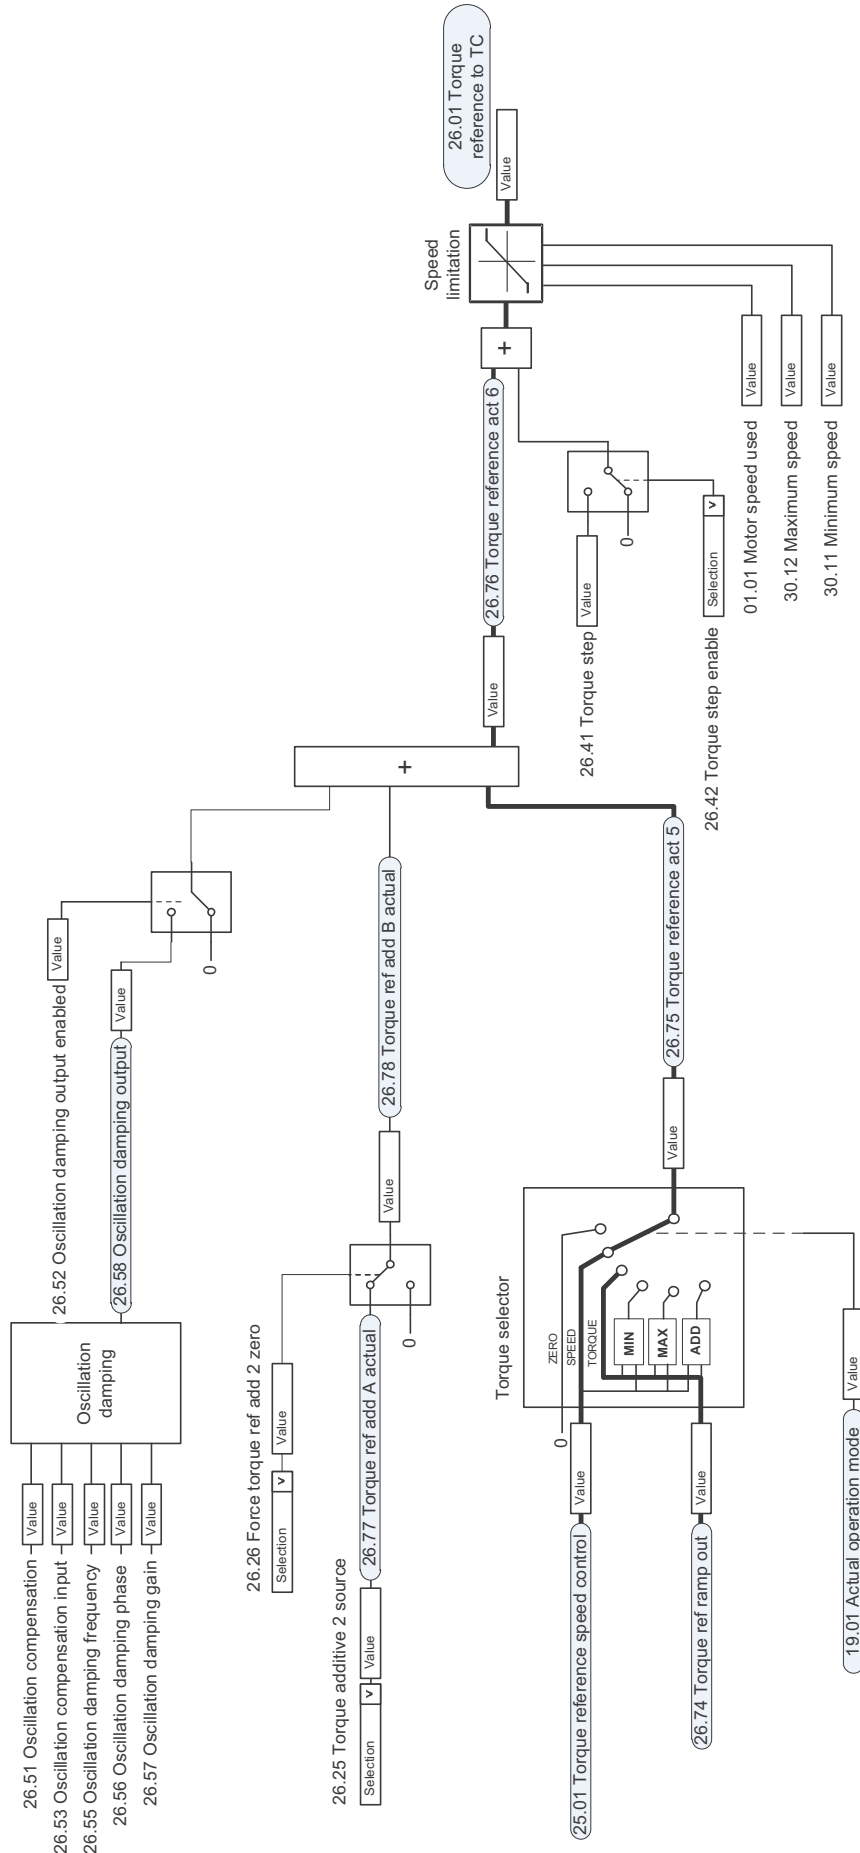 26.51 Oscillation compensation
Value
26.53 Oscillation compensation input
Value
26.55 Oscillation damping frequency
Value
26.56 Oscillation damping phase
Value
26.57 Oscillation damping gain
Value
Oscillation
damping
26.52 Oscillation damping output enabled
Value
26.58 Oscillation damping output
Value
0
26.26 Force torque ref add 2 zero
Selection
v
Value
26.25 Torque additive 2 source
Selection
v
Value
26.77 Torque ref add A actual
0
Value
26.78 Torque ref add B actual
+
Value
26.76 Torque reference act 6
+
Speed
limitation
Value
26.01 Torque
reference to TC
26.41 Torque step
Value
0
26.42 Torque step enable
Selection
v
01.01 Motor speed used
Value
30.12 Maximum speed
Value
30.11 Minimum speed
Value
Torque selector
0
ZERO
SPEED
TORQUE
MIN
MAX
ADD
25.01 Torque reference speed control
Value
26.74 Torque ref ramp out
Value
Value
26.75 Torque reference act 5
19.01 Actual operation mode
Value